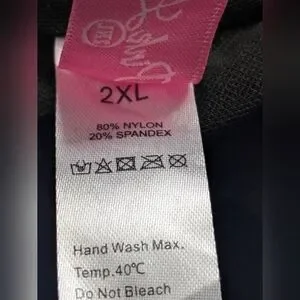 2XL
80% NYLON
20% SPANDEX
Hand Wash Max.
Temp.40℃
Do Not Bleach